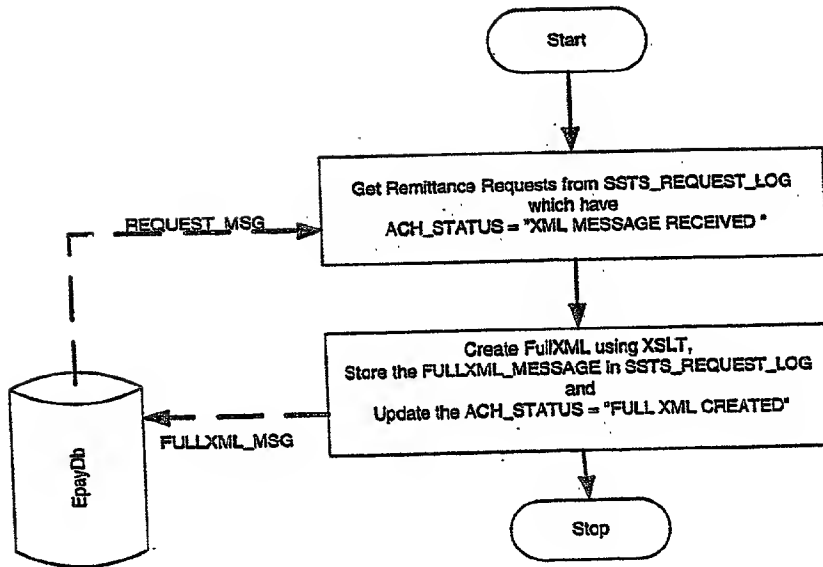 Start
Get Remittance Requests from SSTS_REQUEST_LOG
which have
ACH_STATUS = "XML MESSAGE RECEIVED "
REQUEST_MSG
Create FullXML using XSLT,
Store the FULLXML_MESSAGE in SSTS_REQUEST_LOG
and
Update the ACH_STATUS = "FULL XML CREATED"
FULLXML_MSG
EpayDb
Stop